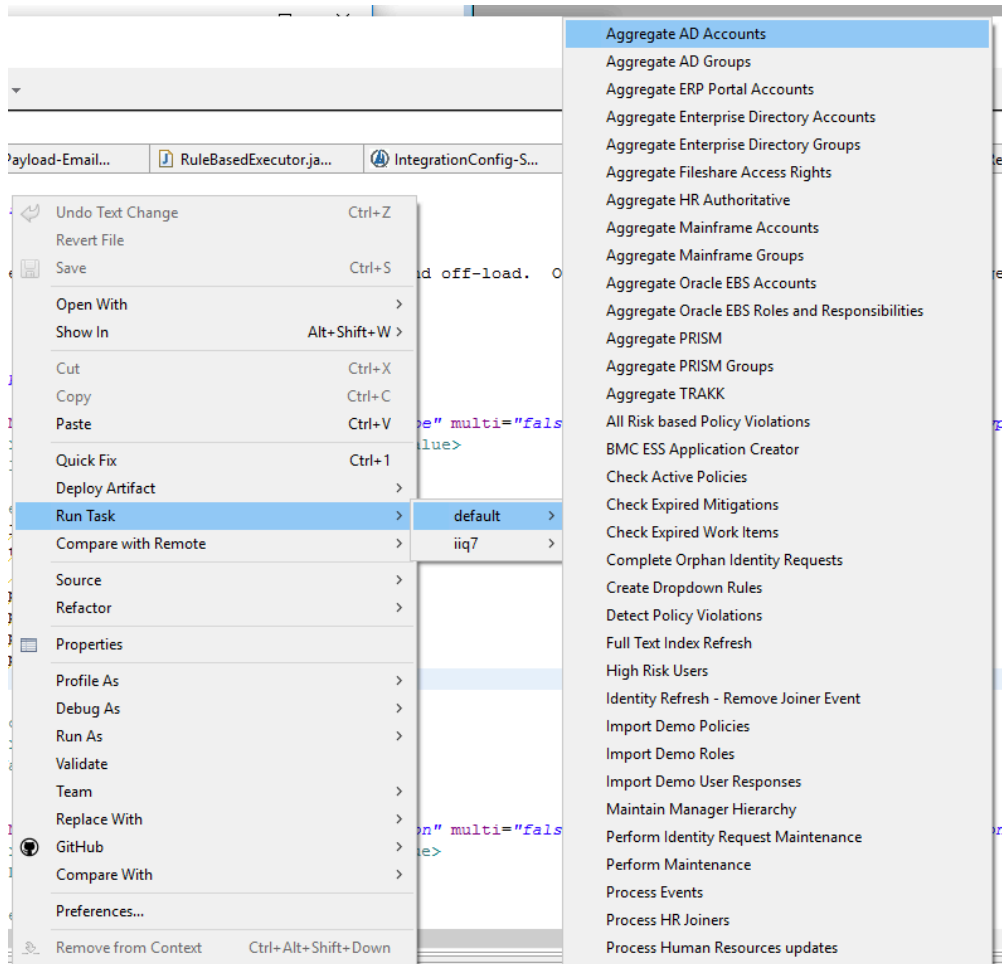 Payload-Email...
RuleBasedExecutor.ja...
IntegrationConfig-S...
Undo Text Change Ctrl+Z
Revert File
Save Ctrl+S
Open With
Show In Alt+Shift+W
Cut Ctrl+X
Copy Ctrl+C
Paste Ctrl+V
Quick Fix Ctrl+1
Deploy Artifact
Run Task
Compare with Remote
Source
Refactor
Properties
Profile As
Debug As
Run As
Validate
Team
Replace With
GitHub
Compare With
Preferences...
Remove from Context Ctrl+Alt+Shift+Down
off-load. O
multi="fals
multi="fals
default
iiq7
Aggregate AD Accounts
Aggregate AD Groups
Aggregate ERP Portal Accounts
Aggregate Enterprise Directory Accounts
Aggregate Enterprise Directory Groups
Aggregate Fileshare Access Rights
Aggregate HR Authoritative
Aggregate Mainframe Accounts
Aggregate Mainframe Groups
Aggregate Oracle EBS Accounts
Aggregate Oracle EBS Roles and Responsibilities
Aggregate PRISM
Aggregate PRISM Groups
Aggregate TRAKK
All Risk based Policy Violations
BMC ESS Application Creator
Check Active Policies
Check Expired Mitigations
Check Expired Work Items
Complete Orphan Identity Requests
Create Dropdown Rules
Detect Policy Violations
Full Text Index Refresh
High Risk Users
Identity Refresh - Remove Joiner Event
Import Demo Policies
Import Demo Roles
Import Demo User Responses
Maintain Manager Hierarchy
Perform Identity Request Maintenance
Perform Maintenance
Process Events
Process HR Joiners
Process Human Resources updates